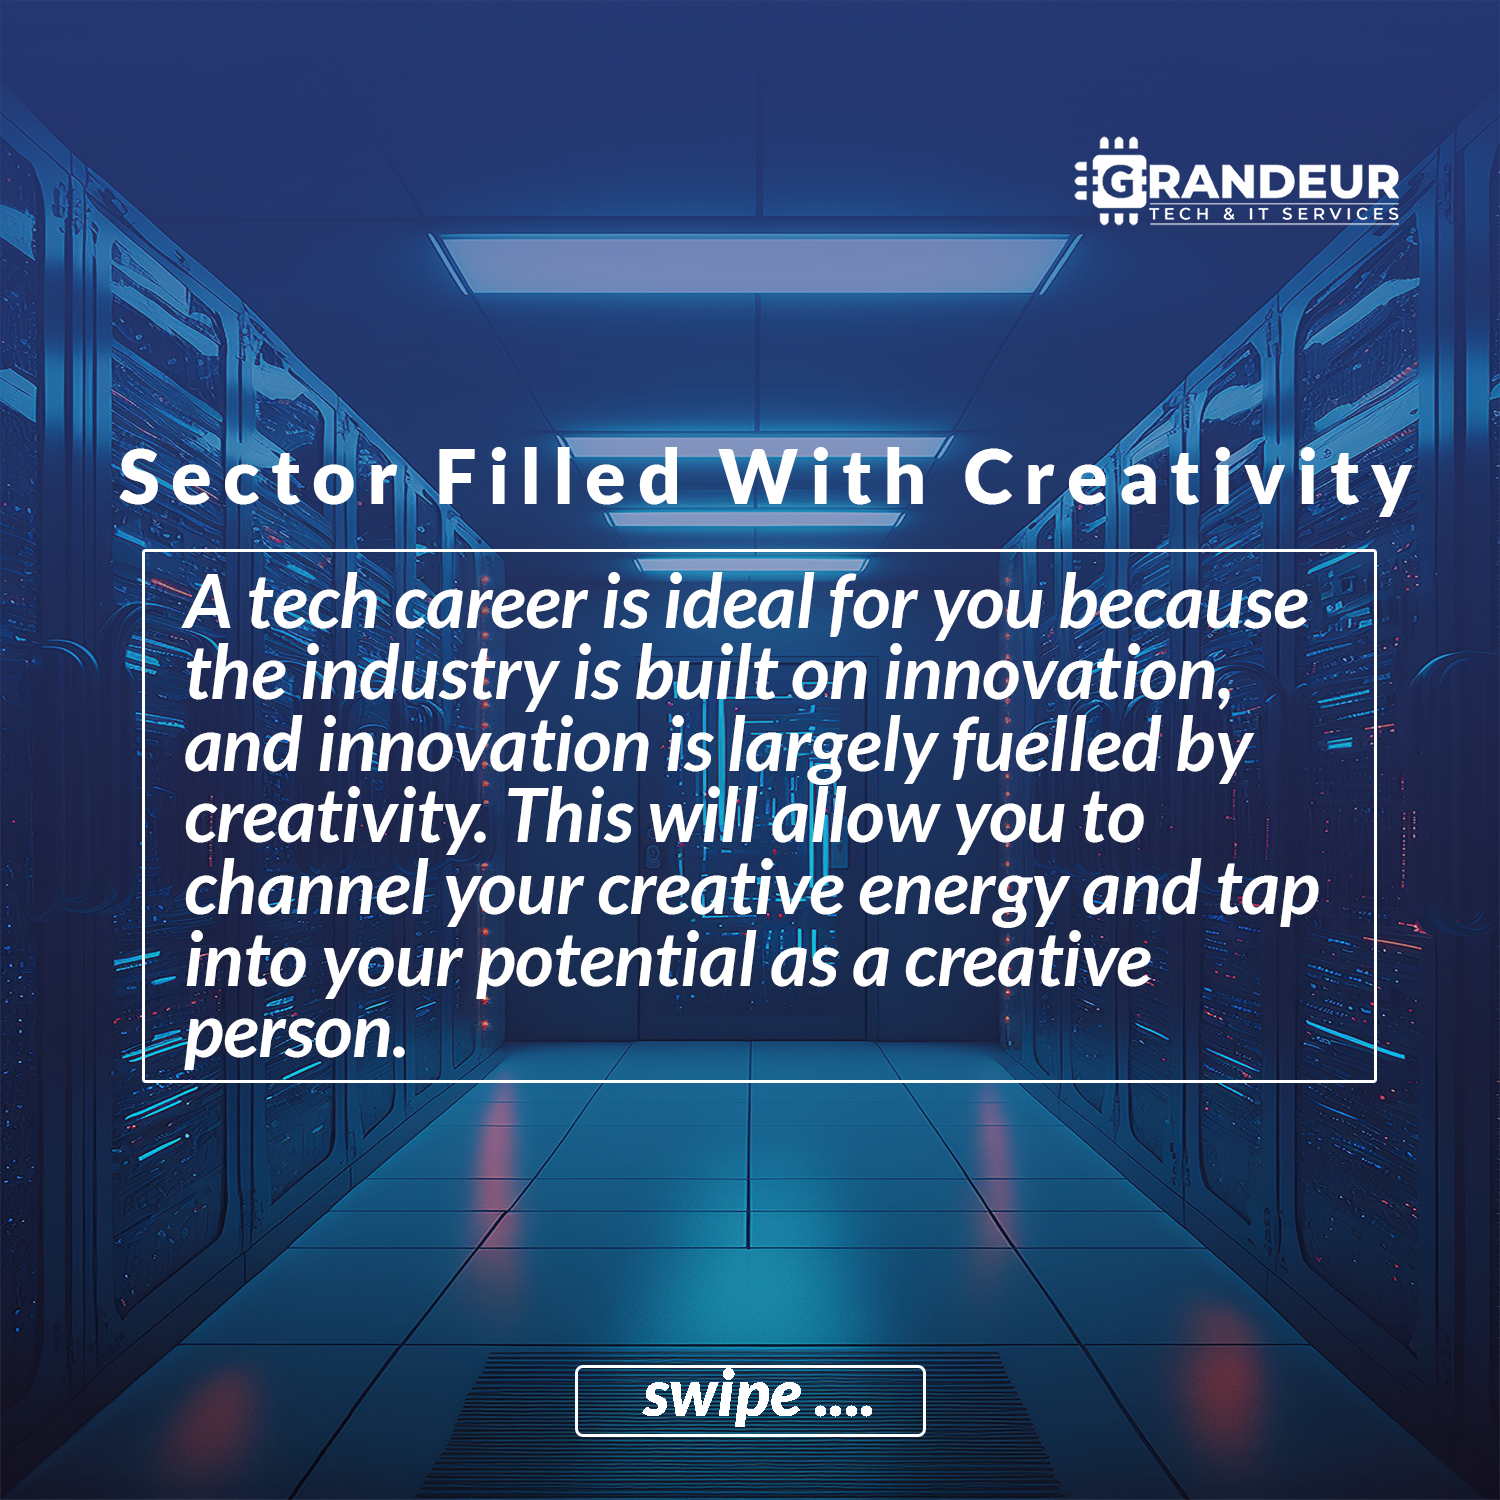 GRANDEUR
TECH & IT SERVICES
Sector Filled With Creativity
A tech career is ideal for you because
the industry is built on innovation,
and innovation is largely fuelled by
creativity. This will allow you to
channel your creative energy and tap
into your potential as a creative
person.
swipe ....